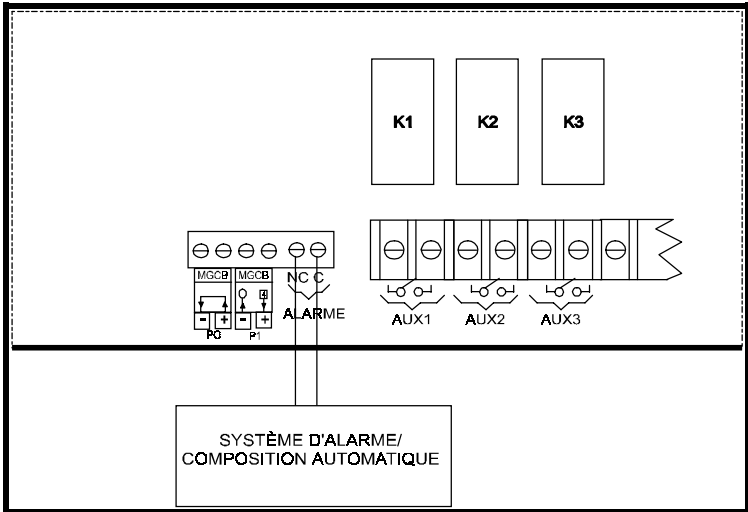 K1 K2 K3
MGCB MGCB
NC C
- + - +
P0 P1
ALARME
AUX1 AUX2 AUX3
SYSTÈME D'ALARME/
COMPOSITION AUTOMATIQUE